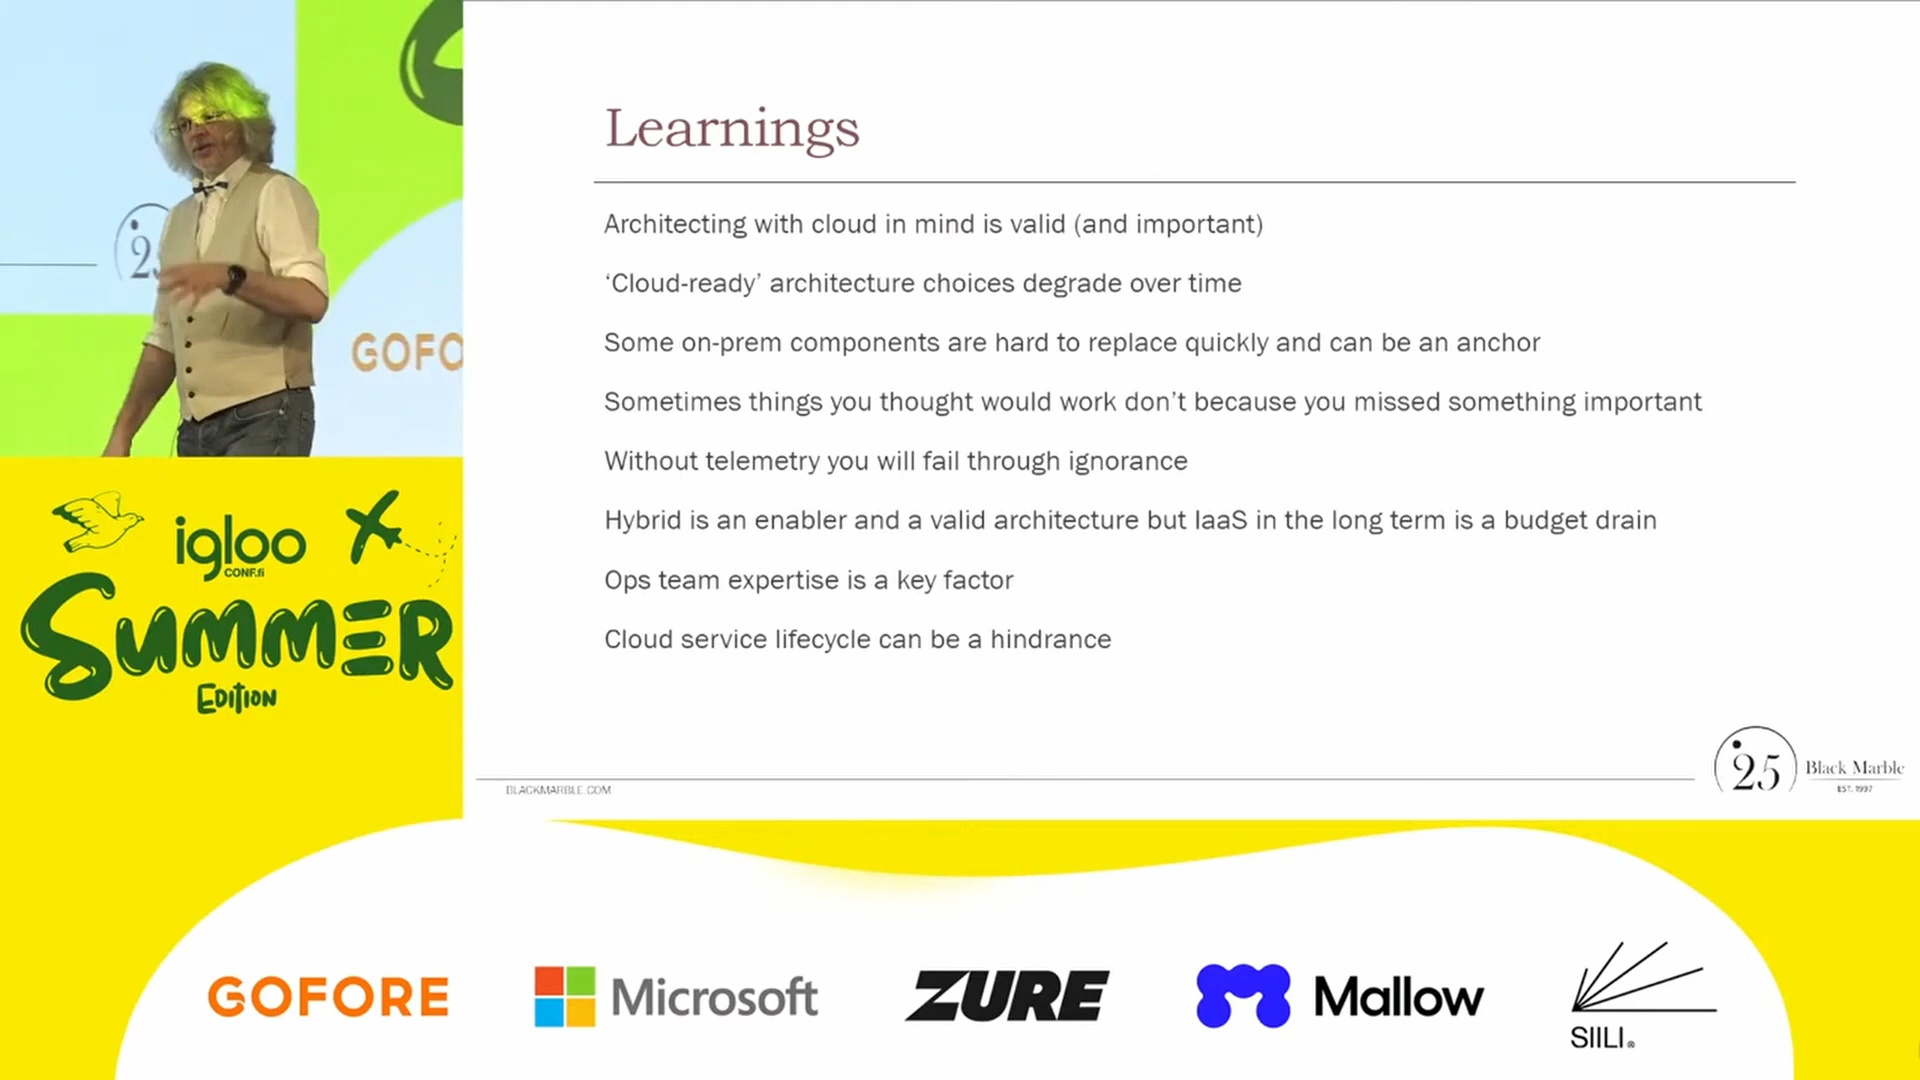 Learnings
Architecting with cloud in mind is valid (and important)
‘Cloud-ready’ architecture choices degrade over time
Some on-prem components are hard to replace quickly and can be an anchor
Sometimes things you thought would work don’t because you missed something important
Without telemetry you will fail through ignorance
Hybrid is an enabler and a valid architecture but IaaS in the long term is a budget drain
Ops team expertise is a key factor
Cloud service lifecycle can be a hindrance
BLACKMARBLE.COM
25
Black Marble
EST. 1997
25
GOFO
igloo
CONF.fi
SUMMER
EDITION
GOFORE
Microsoft
ZURE
Mallow
SIILI®